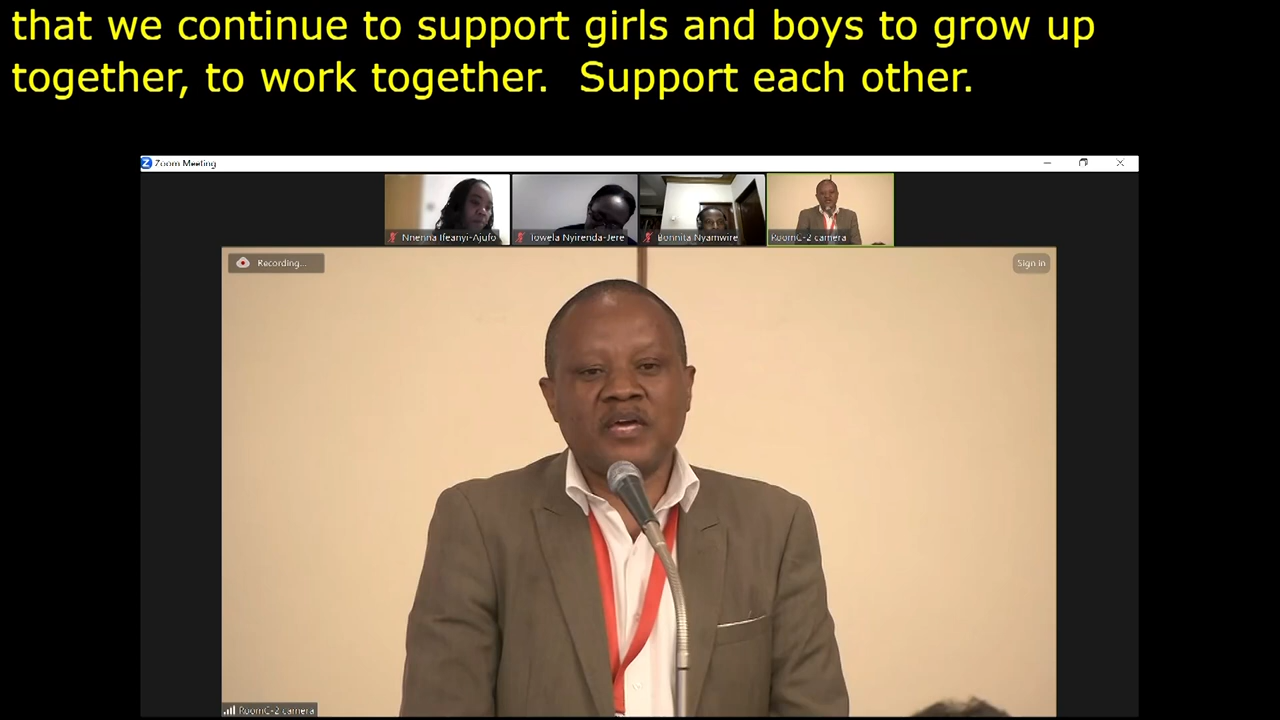 that we continue to support girls and boys to grow up
together, to work together.  Support each other.
Zoom Meeting
Nnenna Ifeanyi-Ajufo
Towela Nyirenda-Jere
Bonnita Nyamwire
RoomC-2 camera
Recording...
Sign in
RoomC-2 camera